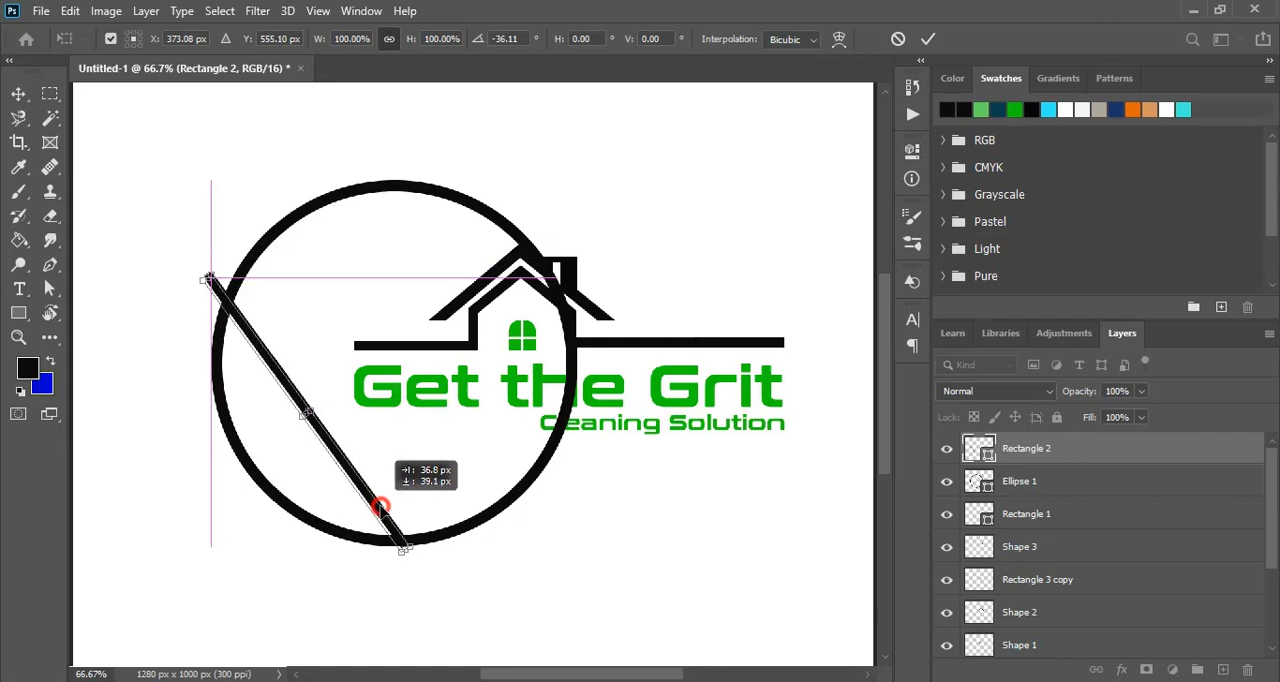 Ps File Edit Image Layer Type Select Filter 3D View Window Help
X: 373.08 px Y: 555.10 px W: 100.00% H: 100.00% -36.11 ° H: 0.00 ° V: 0.00 ° Interpolation: Bicubic
Untitled-1 @ 66.7% (Rectangle 2, RGB/16) * ×
Color Swatches Gradients Patterns
RGB
CMYK
Grayscale
Pastel
Light
Pure
Learn Libraries Adjustments Layers
Kind
Normal Opacity: 100%
Lock: Fill: 100%
Rectangle 2
Ellipse 1
Rectangle 1
Shape 3
Rectangle 3 copy
Shape 2
Shape 1
Get the Grit
Cleaning Solution
36.8 px
39.1 px
66.67% 1280 px x 1000 px (300 ppi)